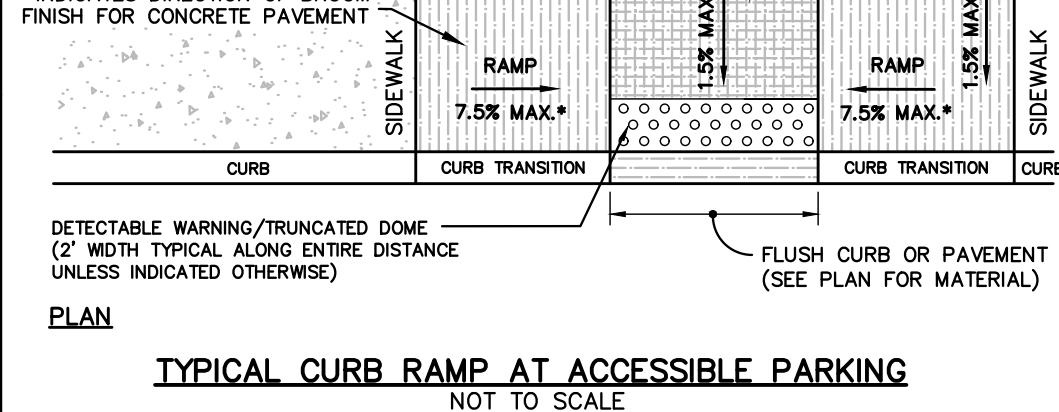 FINISH FOR CONCRETE PAVEMENT
SIDEWALK
RAMP
7.5% MAX.*
1.5% MAX.
RAMP
7.5% MAX.*
1.5% MAX.*
SIDEWALK
CURB
CURB TRANSITION
CURB TRANSITION
CURB
DETECTABLE WARNING/TRUNCATED DOME
(2' WIDTH TYPICAL ALONG ENTIRE DISTANCE
UNLESS INDICATED OTHERWISE)
FLUSH CURB OR PAVEMENT
(SEE PLAN FOR MATERIAL)
PLAN
TYPICAL CURB RAMP AT ACCESSIBLE PARKING
NOT TO SCALE